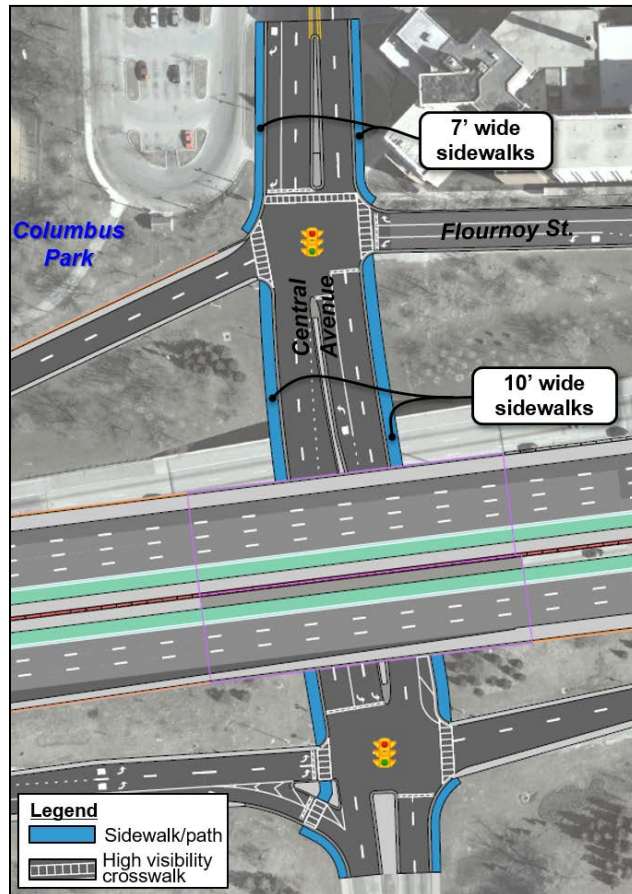 7' wide
sidewalks
Columbus
Park
Flournoy St.
Central
Avenue
10' wide
sidewalks
Legend
Sidewalk/path
High visibility
crosswalk